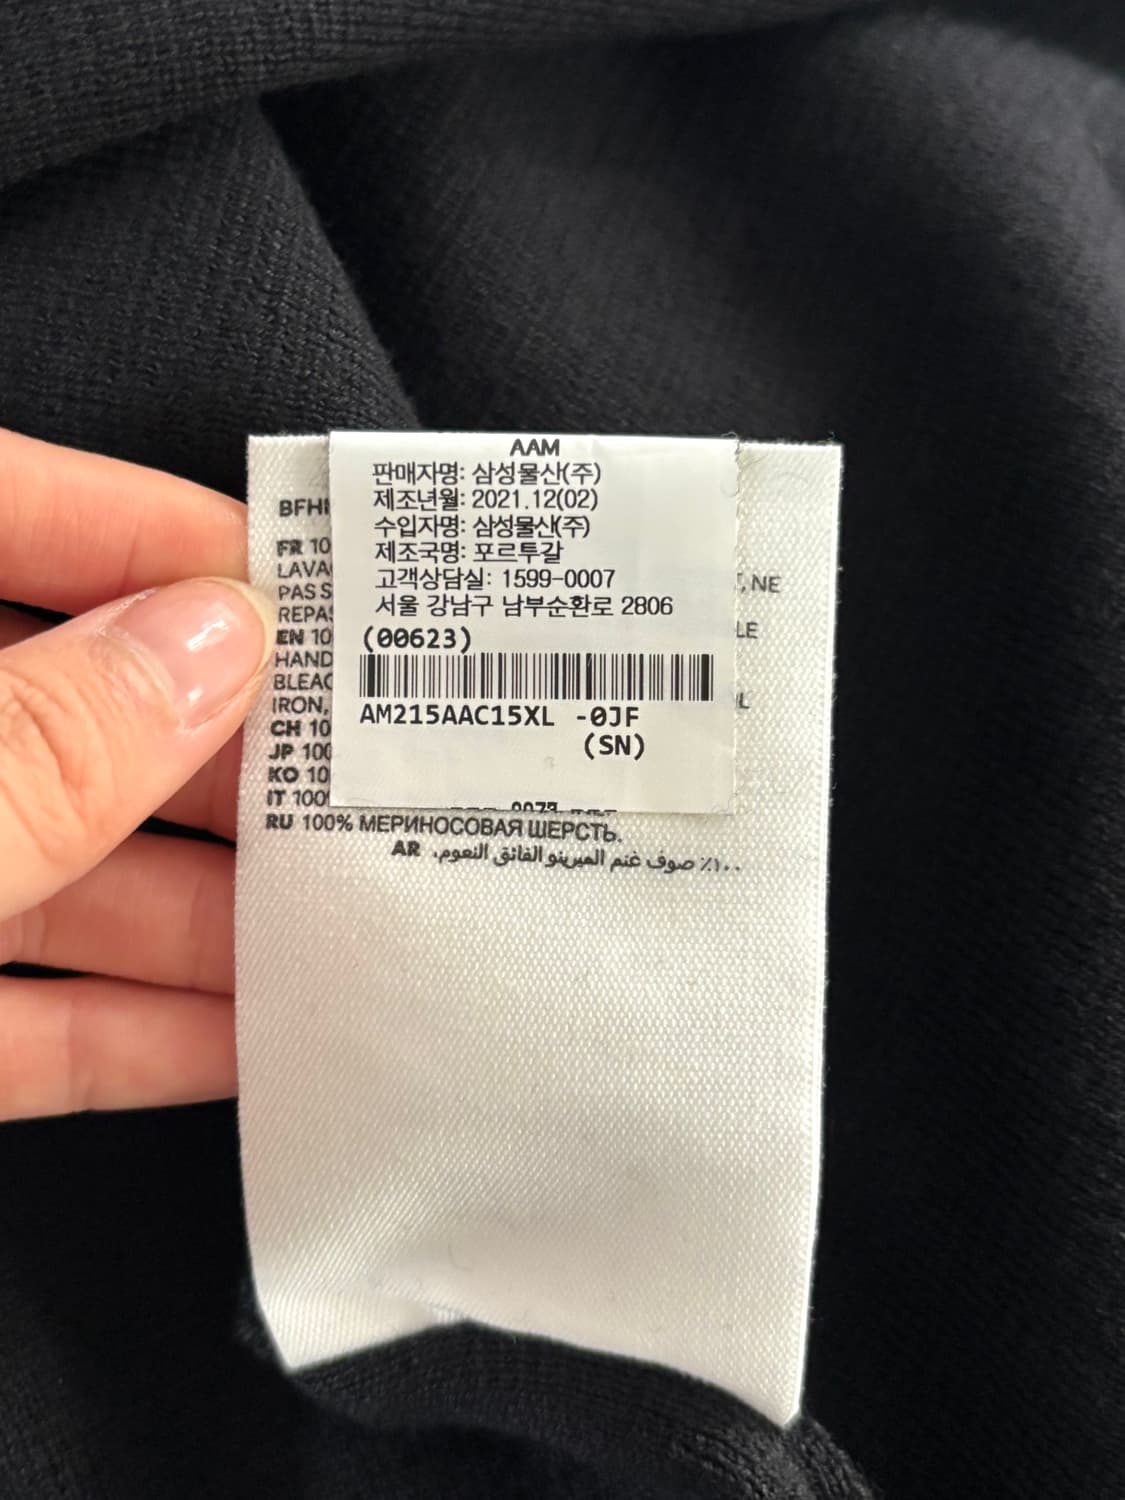 AAM
판매자명: 삼성물산(주)
제조년월: 2021.12(02)
수입자명: 삼성물산(주)
제조국명: 포르투갈
고객상담실: 1599-0007
서울 강남구 남부순환로 2806
(00623)
AM215AAC15XL -0JF
(SN)
BFHI
FR 10
LAVA
, NE
PAS S
REPAS
LE
EN 10
HAND
BLEAC
IRON,
CH 10
JP 100
KO 10
IT 100%
RU 100% МЕРИНОСОВАЯ ШЕРСТЬ.
AR ١٠٠٪ صوف غنم الميرينو الفائق النعوم.